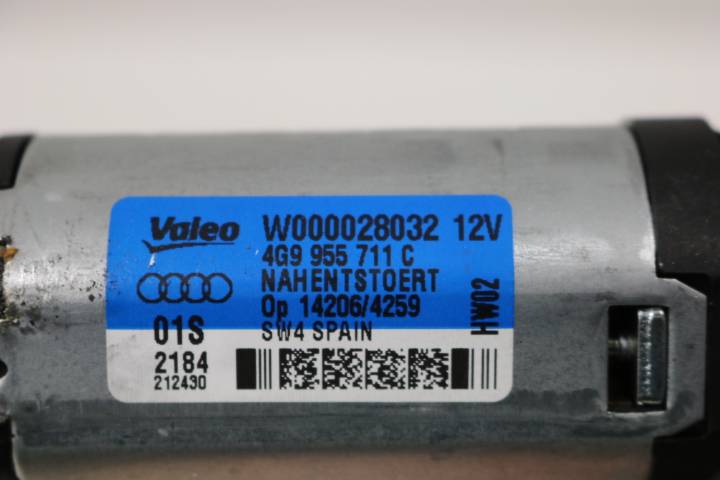 Valeo W000028032 12V
4G9 955 711 C
NAHENTSTOERT
Op 14206/4259
01S SW4 SPAIN
2184
212430
HW02